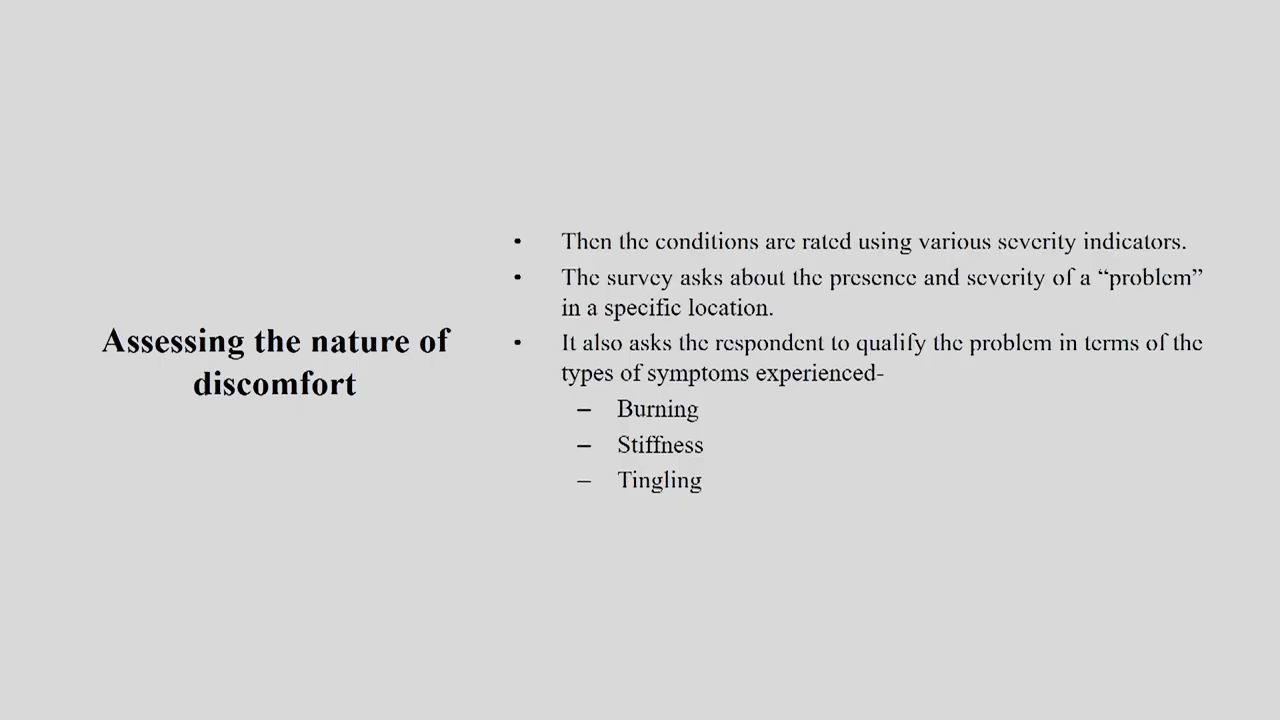 Assessing the nature of
discomfort
• Then the conditions are rated using various severity indicators.
• The survey asks about the presence and severity of a “problem”
in a specific location.
• It also asks the respondent to qualify the problem in terms of the
types of symptoms experienced-
– Burning
– Stiffness
– Tingling